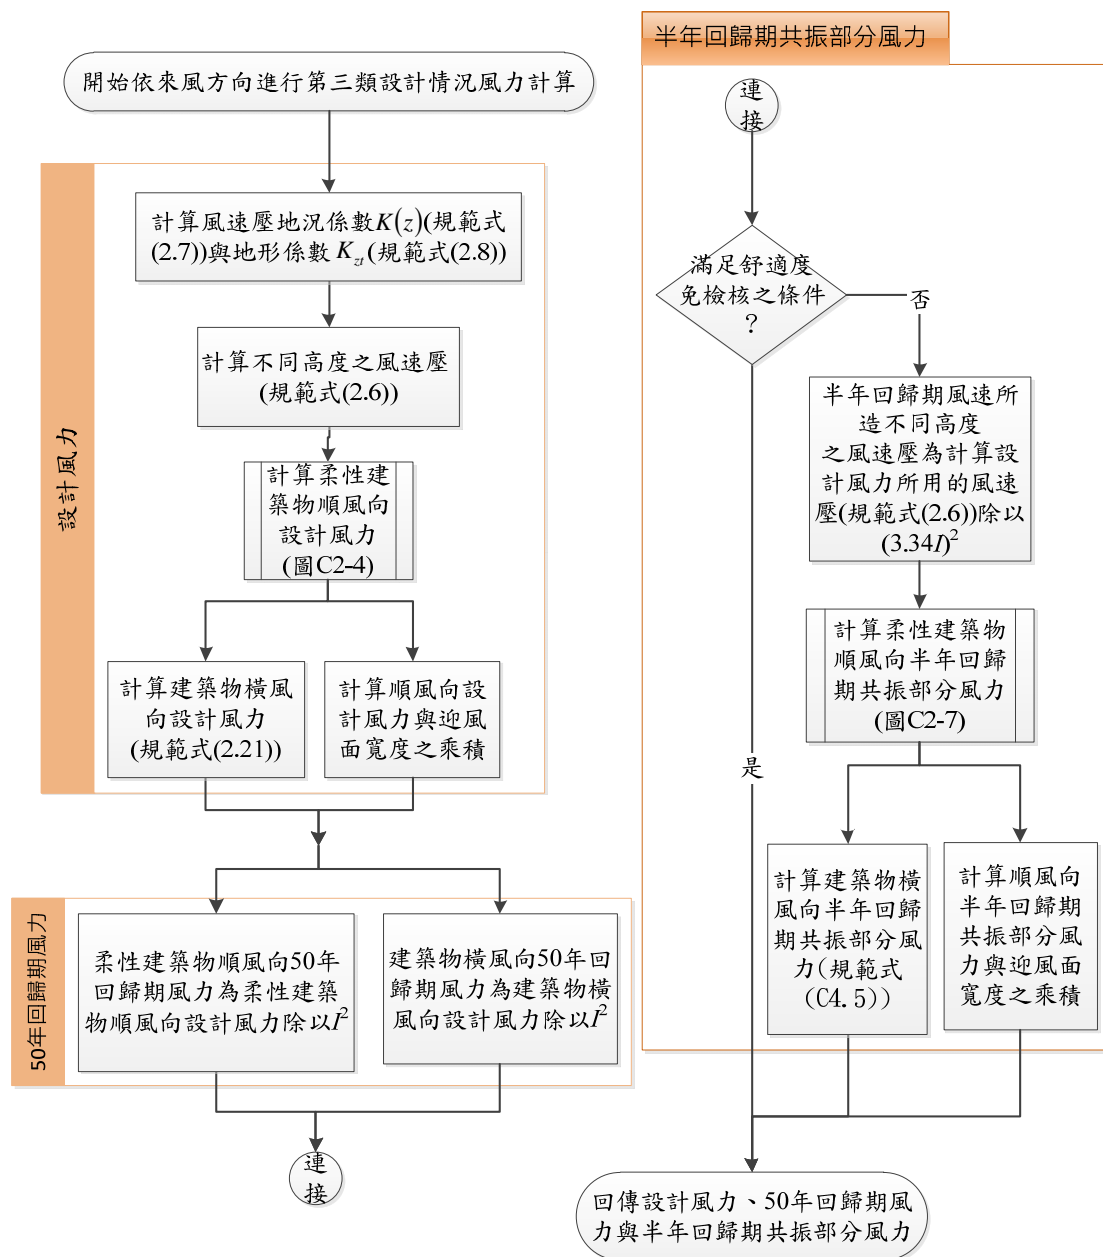 開始依來風方向進行第三類設計情況風力計算
設計風力
計算風速壓地況係數K(z)(規範式
(2.7))與地形係數K_zt(規範式(2.8))
計算不同高度之風速壓
(規範式(2.6))
計算柔性建
築物順風向
設計風力
(圖C2-4)
計算建築物橫風
向設計風力
(規範式(2.21))
計算順風向設
計風力與迎風
面寬度之乘積
50年回歸期風力
柔性建築物順風向50年
回歸期風力為柔性建築
物順風向設計風力除以I²
建築物橫風向50年回
歸期風力為建築物橫
風向設計風力除以I²
連
接
半年回歸期共振部分風力
連
接
滿足舒適度
免檢核之條件
？
否
半年回歸期風速所
造不同高度
之風速壓為計算設
計風力所用的風速
壓(規範式(2.6))除以
(3.34I)²
計算柔性建築物
順風向半年回歸
期共振部分風力
(圖C2-7)
是
計算建築物橫
風向半年回歸
期共振部分風
力(規範式
(C4.5))
計算順風向
半年回歸期
共振部分風
力與迎風面
寬度之乘積
回傳設計風力、50年回歸期風
力與半年回歸期共振部分風力